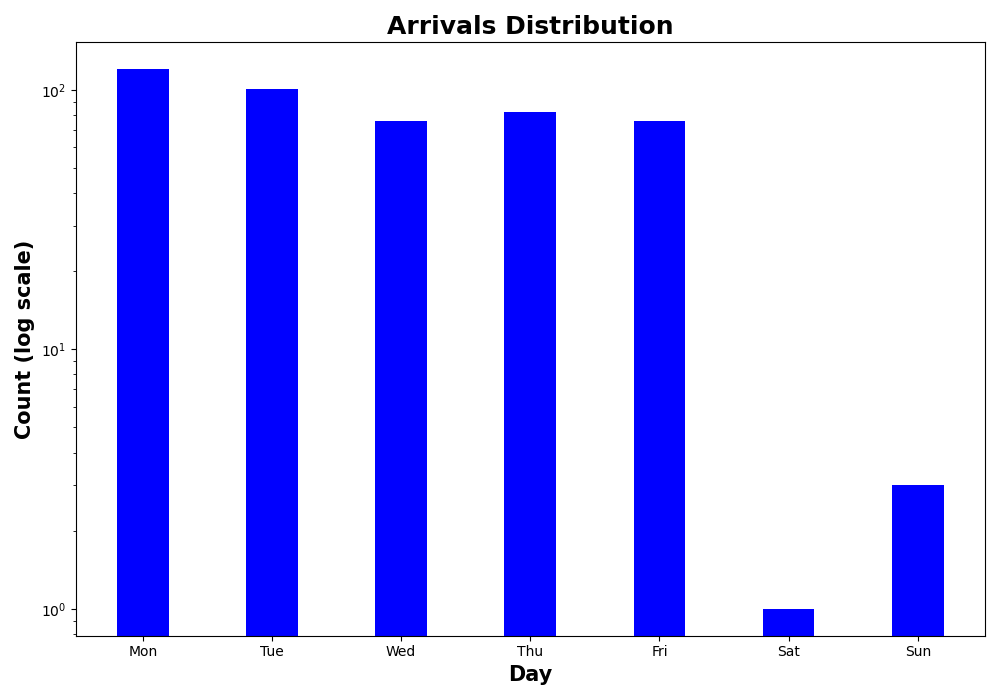 Arrivals Distribution
Count (log scale)
10²
10¹
10⁰
Mon Tue Wed Thu Fri Sat Sun
Day